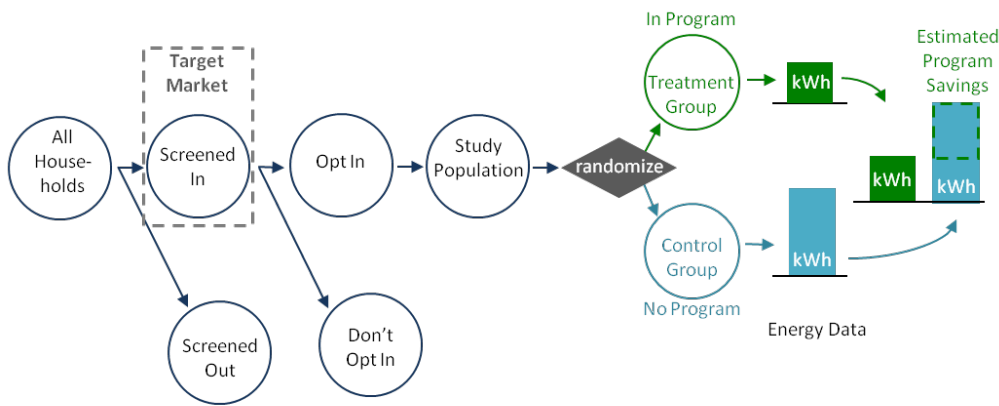 Target
Market
All
House-
holds
Screened
In
Opt In
Study
Population
randomize
Screened
Out
Don't
Opt In
In Program
Treatment
Group
kWh
Control
Group
No Program
kWh
Energy Data
Estimated
Program
Savings
kWh
kWh